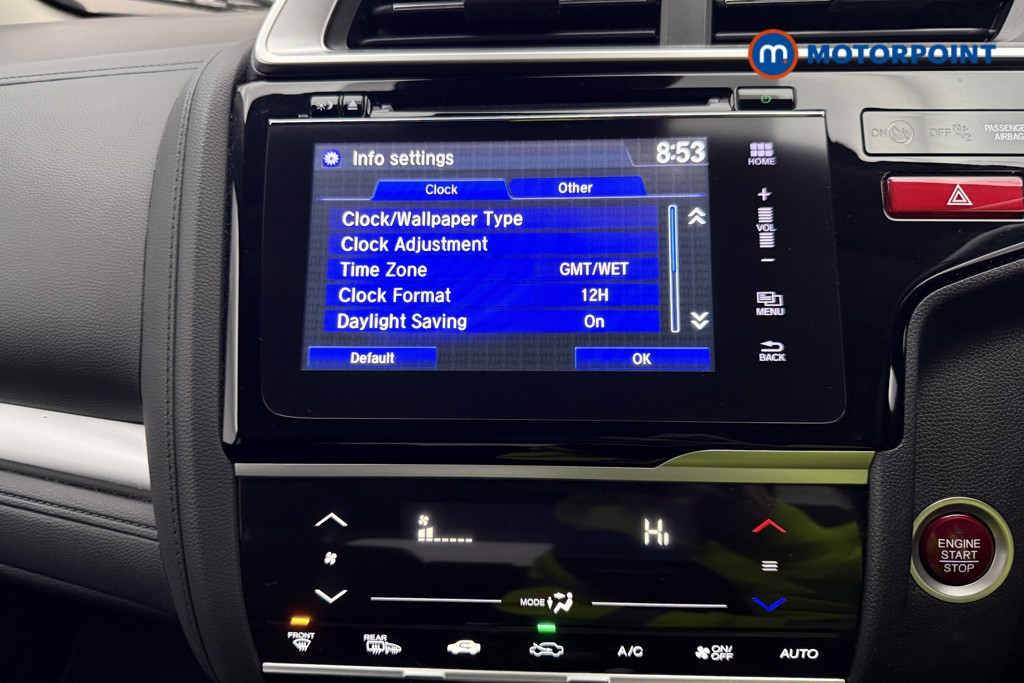 m MOTORPOINT
Info settings 8:53
Clock Other
Clock/Wallpaper Type
Clock Adjustment
Time Zone GMT/WET
Clock Format 12H
Daylight Saving On
Default OK
HOME
+
VOL
−
MENU
BACK
ON OFF PASSENGER
AIRBAG
ENGINE
START
STOP
Hi
MODE
FRONT REAR A/C ON/OFF AUTO